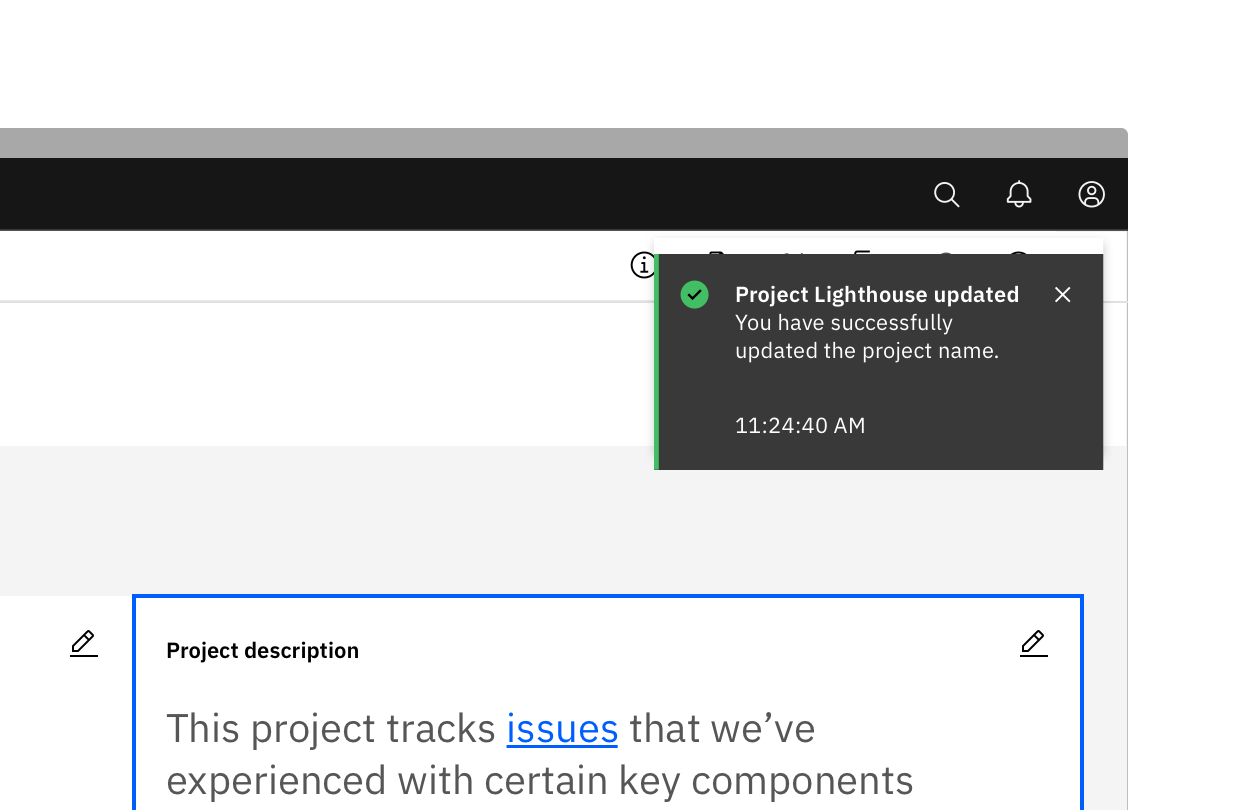 Project Lighthouse updated
You have successfully
updated the project name.
11:24:40 AM
Project description
This project tracks issues that we’ve
experienced with certain key components